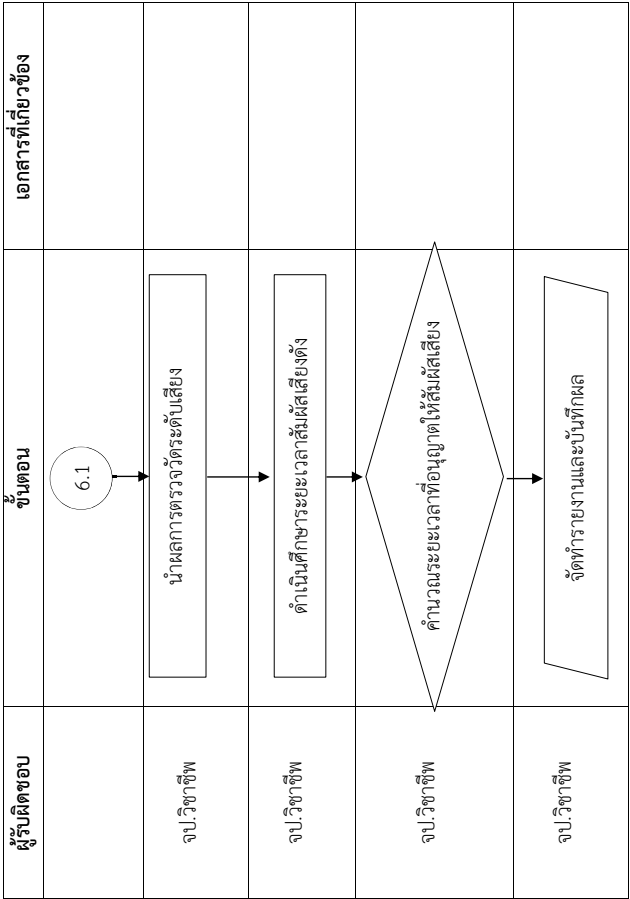 ผู้รับผิดชอบ
ขั้นตอน
เอกสารที่เกี่ยวข้อง
6.1
จป.วิชาชีพ
นำผลการตรวจวัดระดับเสียง
จป.วิชาชีพ
ดำเนินศึกษาระยะเวลาสัมผัสเสียงดัง
จป.วิชาชีพ
คำนวณระยะเวลาที่อนุญาตให้สัมผัสเสียง
จป.วิชาชีพ
จัดทำรายงานและบันทึกผล